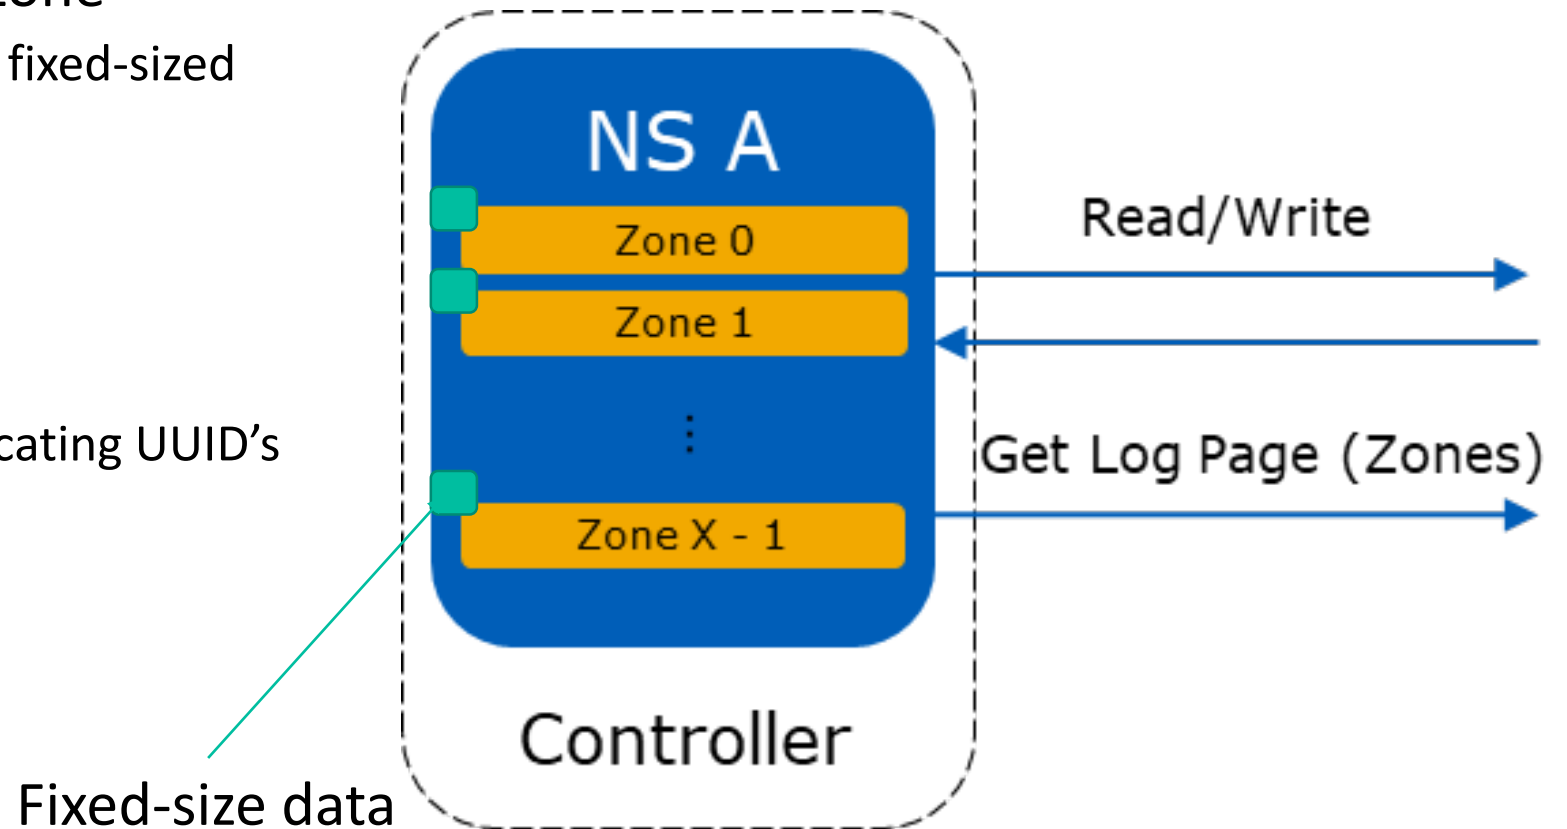 zone
fixed-sized
NS A
Zone 0
Read/Write
Zone 1
cating UUID’s
Get Log Page (Zones)
Zone X - 1
Controller
Fixed-size data